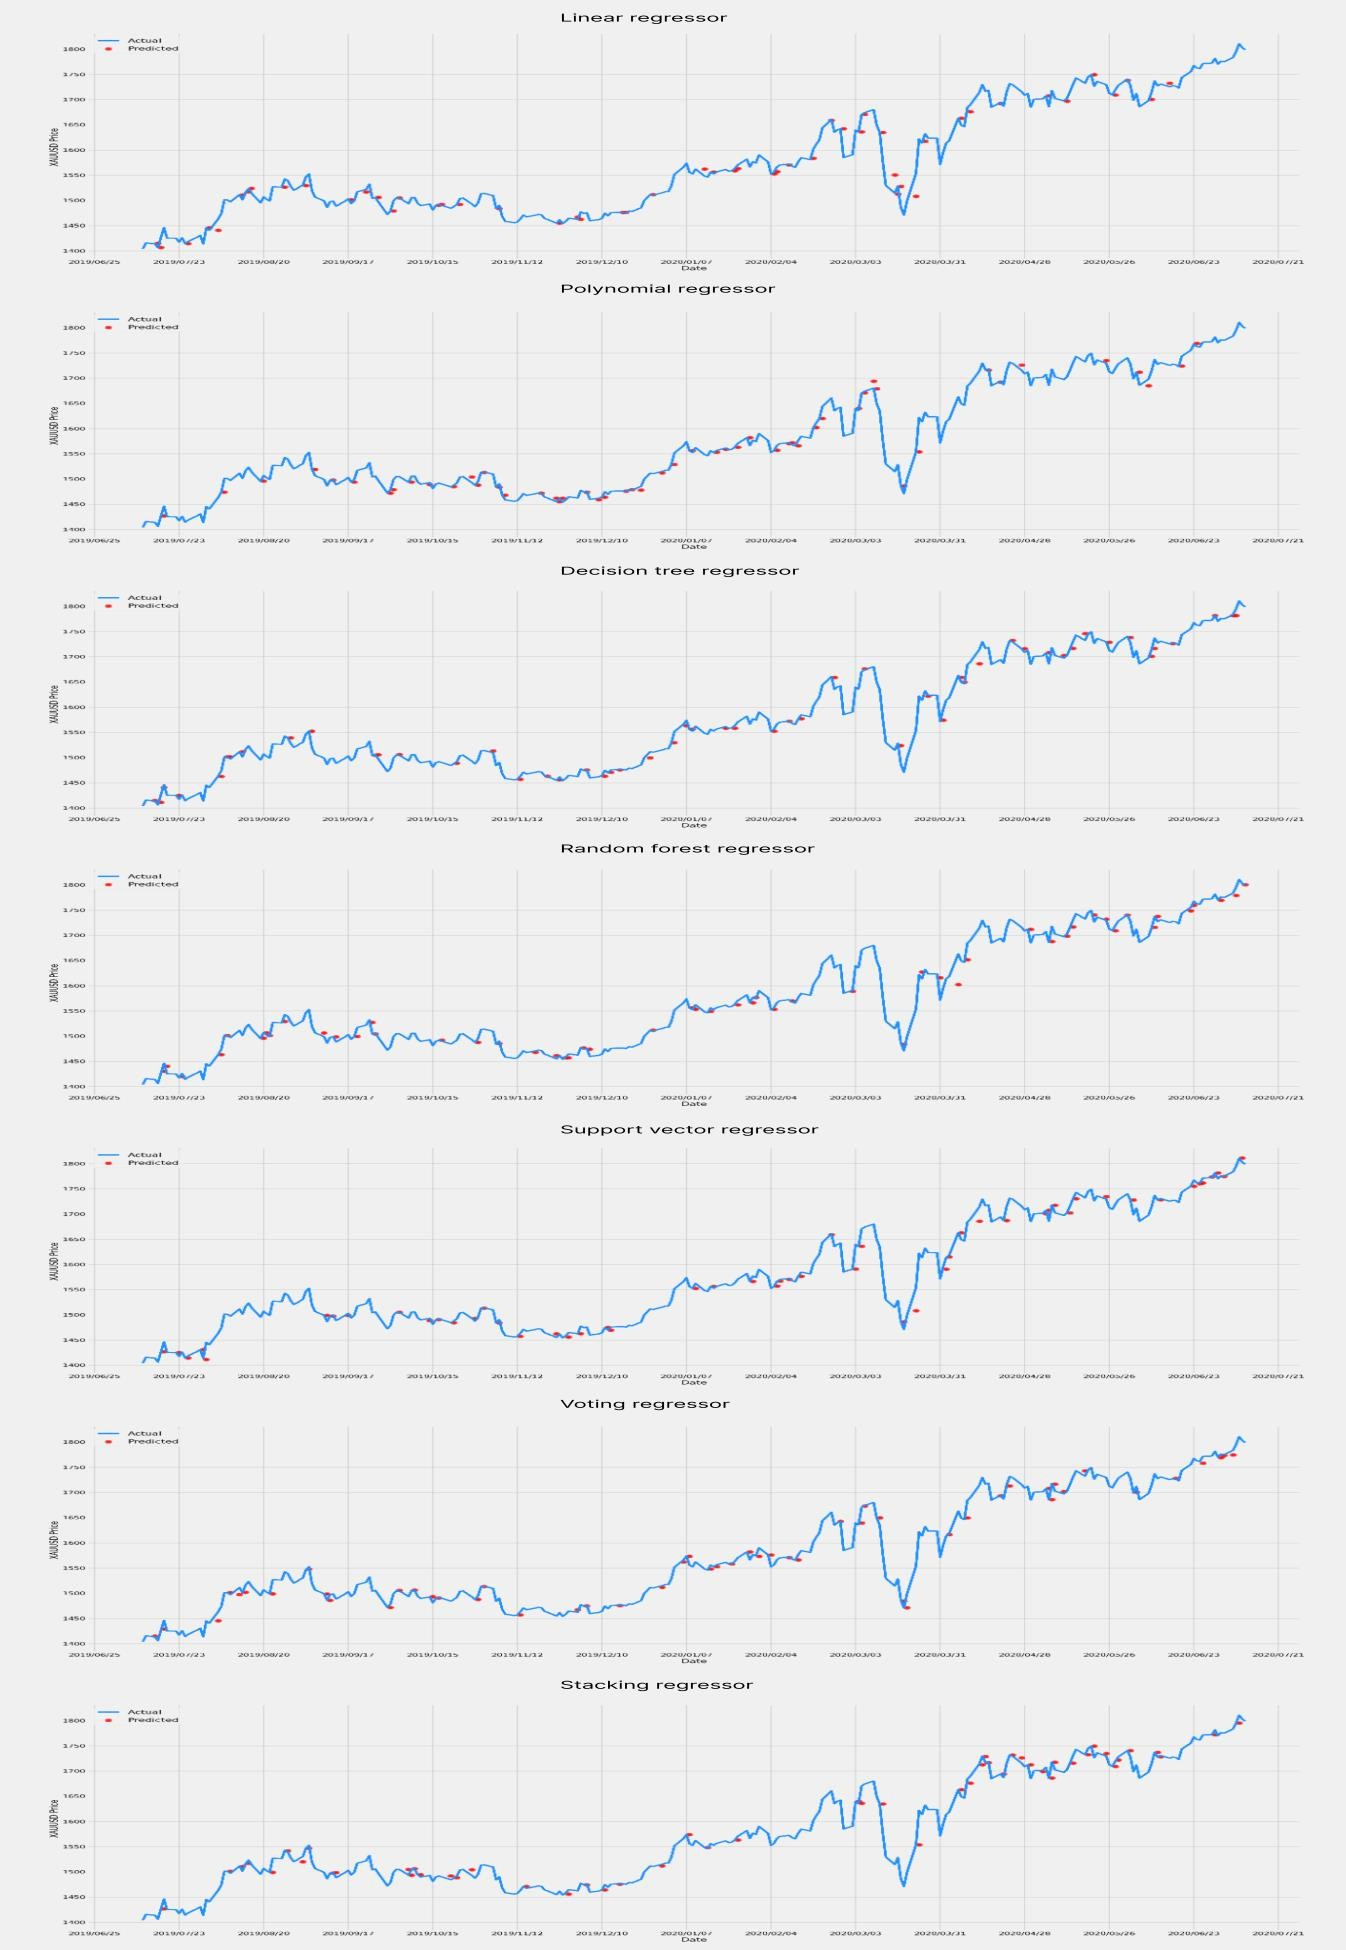 Linear regressor
Actual
Predicted
1800
1750
1700
1650
1600
1550
1500
1450
1400
XAUUSD Price
2019/06/25 2019/07/23 2019/08/20 2019/09/17 2019/10/15 2019/11/12 2019/12/10 2020/01/07 2020/02/04 2020/03/03 2020/03/31 2020/04/28 2020/05/26 2020/06/23 2020/07/21
Date
Polynomial regressor
Actual
Predicted
1800
1750
1700
1650
1600
1550
1500
1450
1400
XAUUSD Price
2019/06/25 2019/07/23 2019/08/20 2019/09/17 2019/10/15 2019/11/12 2019/12/10 2020/01/07 2020/02/04 2020/03/03 2020/03/31 2020/04/28 2020/05/26 2020/06/23 2020/07/21
Date
Decision tree regressor
Actual
Predicted
1800
1750
1700
1650
1600
1550
1500
1450
1400
XAUUSD Price
2019/06/25 2019/07/23 2019/08/20 2019/09/17 2019/10/15 2019/11/12 2019/12/10 2020/01/07 2020/02/04 2020/03/03 2020/03/31 2020/04/28 2020/05/26 2020/06/23 2020/07/21
Date
Random forest regressor
Actual
Predicted
1800
1750
1700
1650
1600
1550
1500
1450
1400
XAUUSD Price
2019/06/25 2019/07/23 2019/08/20 2019/09/17 2019/10/15 2019/11/12 2019/12/10 2020/01/07 2020/02/04 2020/03/03 2020/03/31 2020/04/28 2020/05/26 2020/06/23 2020/07/21
Date
Support vector regressor
Actual
Predicted
1800
1750
1700
1650
1600
1550
1500
1450
1400
XAUUSD Price
2019/06/25 2019/07/23 2019/08/20 2019/09/17 2019/10/15 2019/11/12 2019/12/10 2020/01/07 2020/02/04 2020/03/03 2020/03/31 2020/04/28 2020/05/26 2020/06/23 2020/07/21
Date
Voting regressor
Actual
Predicted
1800
1750
1700
1650
1600
1550
1500
1450
1400
XAUUSD Price
2019/06/25 2019/07/23 2019/08/20 2019/09/17 2019/10/15 2019/11/12 2019/12/10 2020/01/07 2020/02/04 2020/03/03 2020/03/31 2020/04/28 2020/05/26 2020/06/23 2020/07/21
Date
Stacking regressor
Actual
Predicted
1800
1750
1700
1650
1600
1550
1500
1450
1400
XAUUSD Price
2019/06/25 2019/07/23 2019/08/20 2019/09/17 2019/10/15 2019/11/12 2019/12/10 2020/01/07 2020/02/04 2020/03/03 2020/03/31 2020/04/28 2020/05/26 2020/06/23 2020/07/21
Date